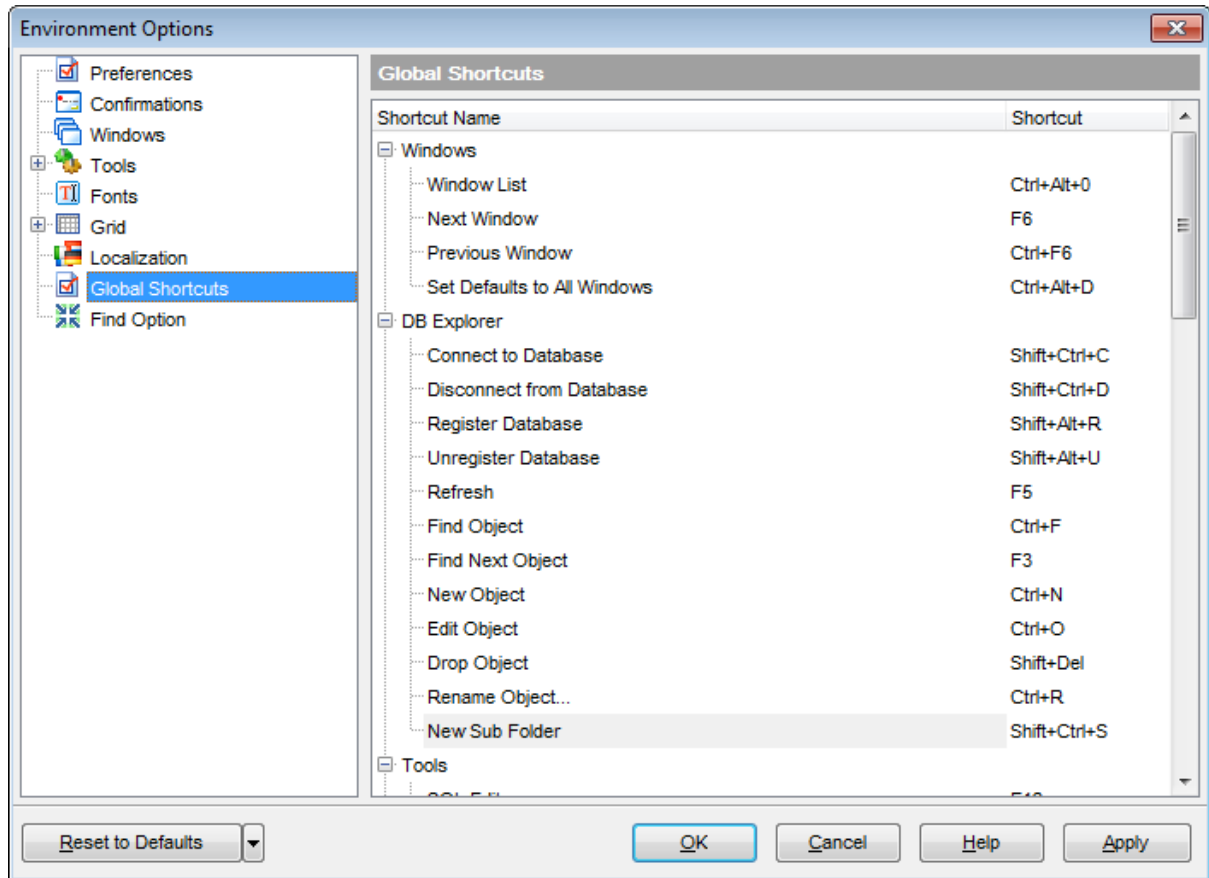 Environment Options
Preferences
Confirmations
Windows
Tools
Fonts
Grid
Localization
Global Shortcuts
Find Option
Global Shortcuts
Shortcut Name Shortcut
Windows
Window List Ctrl+Alt+0
Next Window F6
Previous Window Ctrl+F6
Set Defaults to All Windows Ctrl+Alt+D
DB Explorer
Connect to Database Shift+Ctrl+C
Disconnect from Database Shift+Ctrl+D
Register Database Shift+Alt+R
Unregister Database Shift+Alt+U
Refresh F5
Find Object Ctrl+F
Find Next Object F3
New Object Ctrl+N
Edit Object Ctrl+O
Drop Object Shift+Del
Rename Object... Ctrl+R
New Sub Folder Shift+Ctrl+S
Tools
Reset to Defaults OK Cancel Help Apply